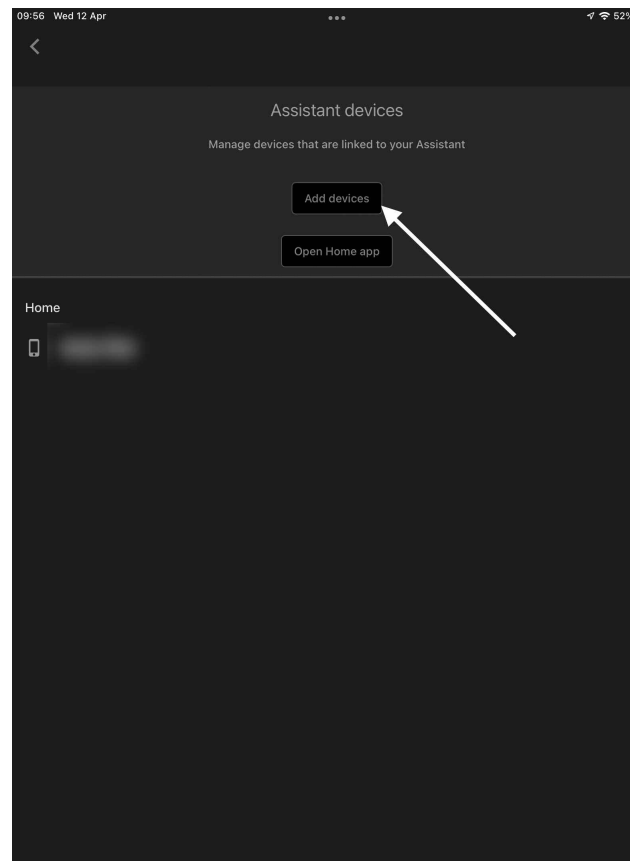 09:56 Wed 12 Apr
52%
Assistant devices
Manage devices that are linked to your Assistant
Add devices
Open Home app
Home